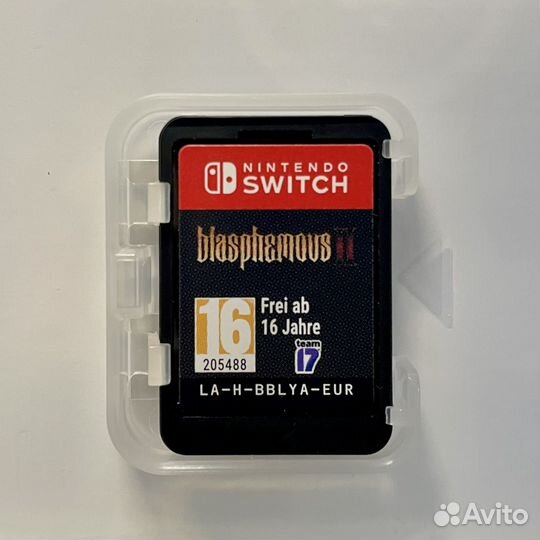 NINTENDO
SWITCH
blasphemous II
16
205488
Frei ab
16 Jahre
team
17
LA-H-BBLYA-EUR
Avito